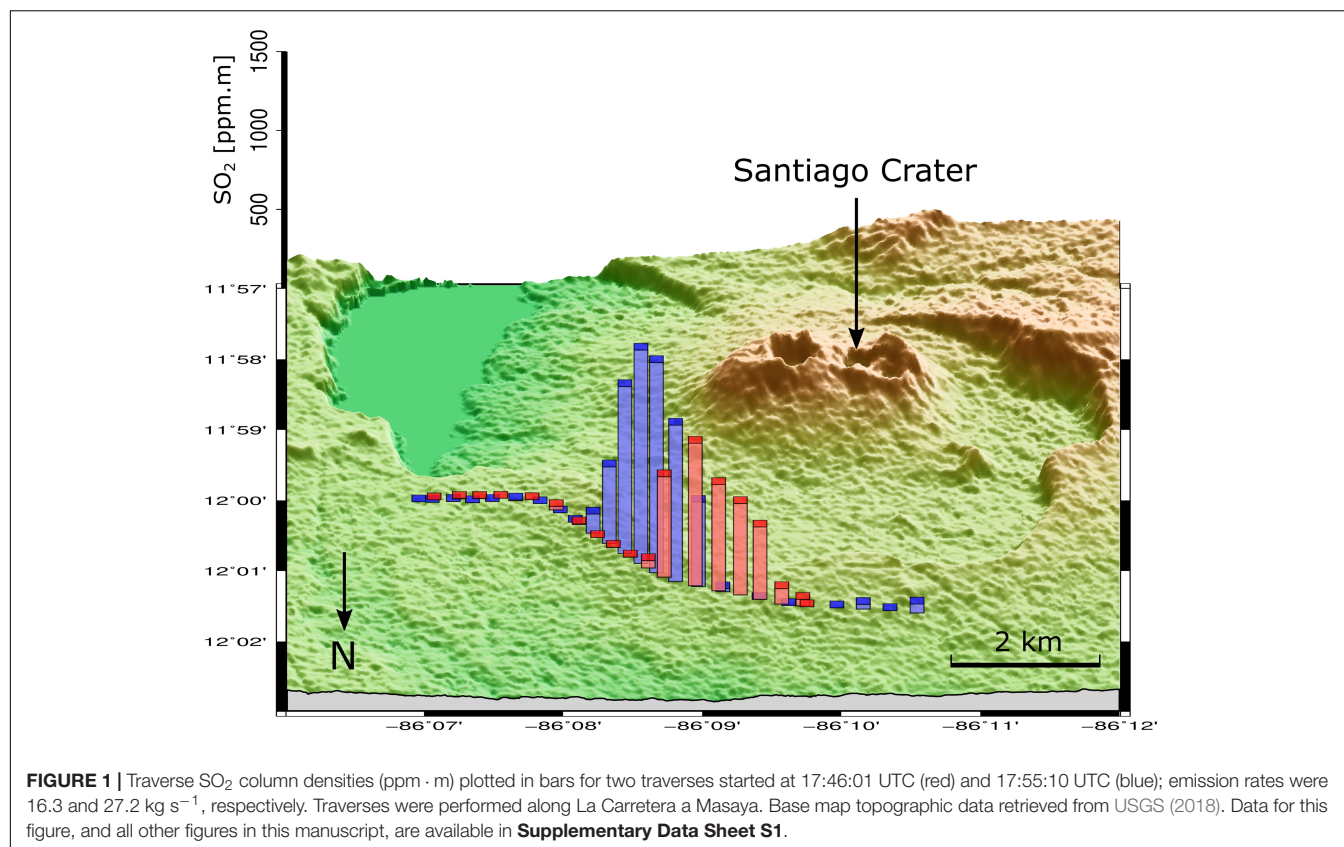 1500
1000
500
SO2 [ppm.m]
Santiago Crater
11°57'
11°58'
11°59'
12°00'
12°01'
12°02'
N
2 km
−86°07'
−86°08'
−86°09'
−86°10'
−86°11'
−86°12'
FIGURE 1 | Traverse SO2 column densities (ppm · m) plotted in bars for two traverses started at 17:46:01 UTC (red) and 17:55:10 UTC (blue); emission rates were
16.3 and 27.2 kg s−1, respectively. Traverses were performed along La Carretera a Masaya. Base map topographic data retrieved from USGS (2018). Data for this
figure, and all other figures in this manuscript, are available in Supplementary Data Sheet S1.